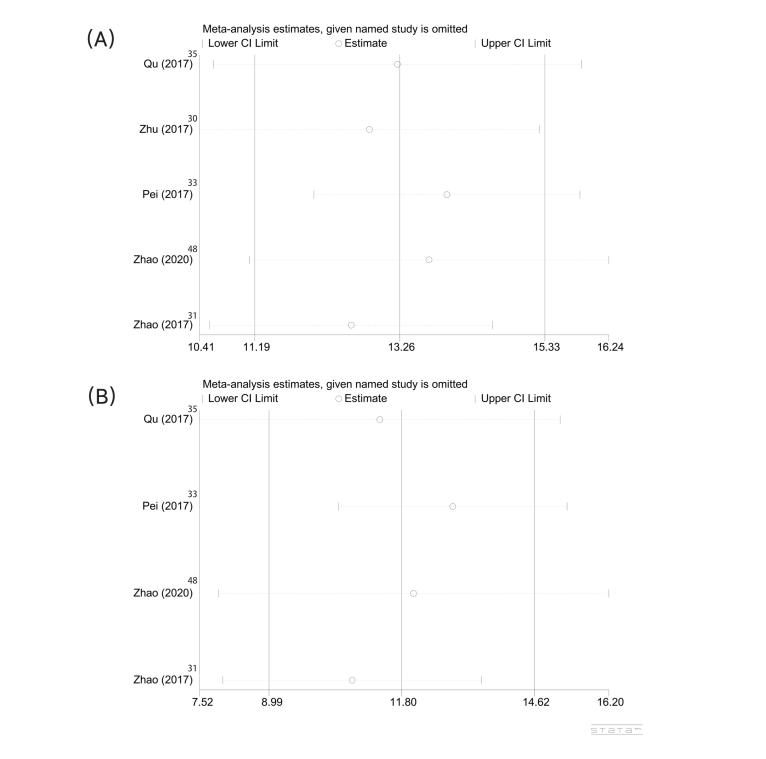 (A)
Meta-analysis estimates, given named study is omitted
Lower CI Limit Estimate Upper CI Limit
Qu (2017)35
Zhu (2017)30
Pei (2017)33
Zhao (2020)48
Zhao (2017)31
10.41 11.19 13.26 15.33 16.24
(B)
Meta-analysis estimates, given named study is omitted
Lower CI Limit Estimate Upper CI Limit
Qu (2017)35
Pei (2017)33
Zhao (2020)48
Zhao (2017)31
7.52 8.99 11.80 14.62 16.20
STATA